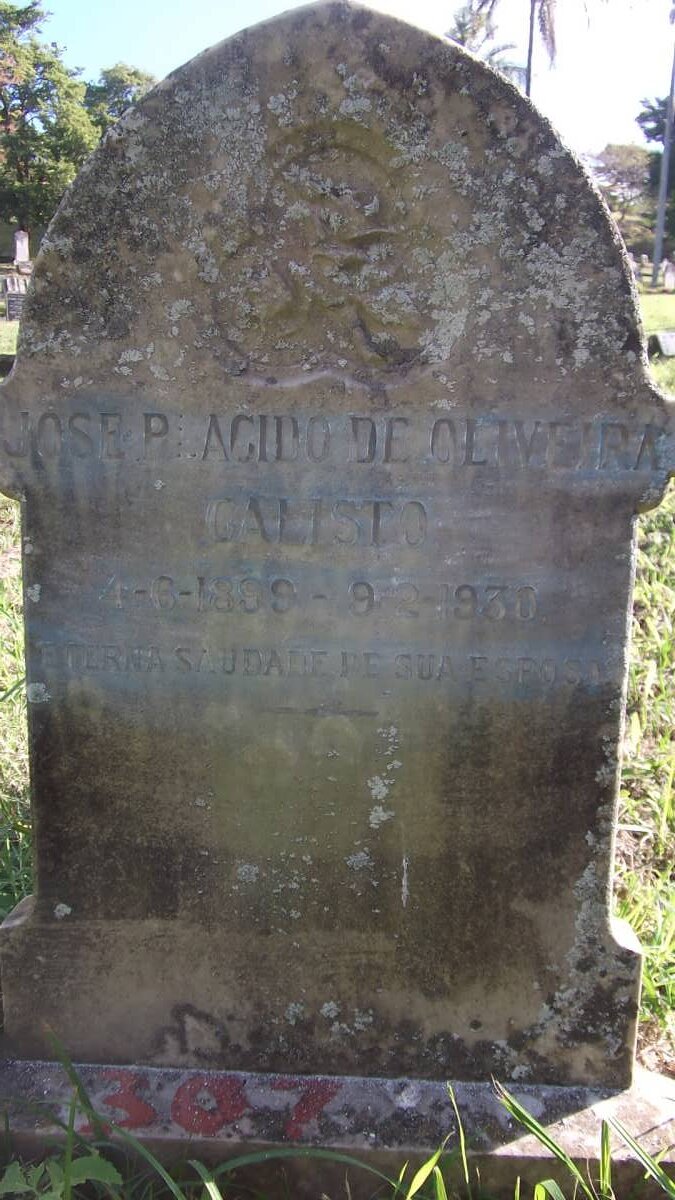 JOSE PLACIDO DE OLIVEIRA
CALISTO
4-6-1899 - 9-2-1930.
ETERNA SAUDADE DE SUA ESPOSA
307